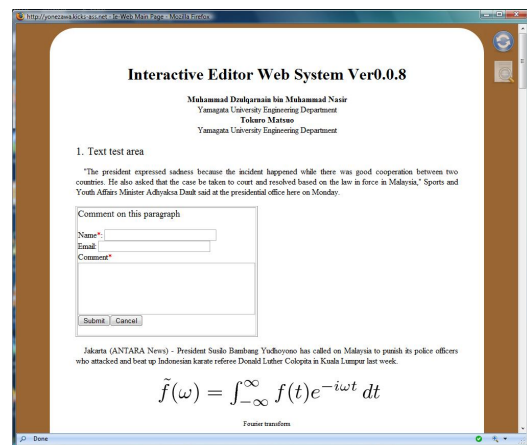 http://yonezawa.kicks-ass.net - Ie-Web Main Page - Mozilla Firefox
Interactive Editor Web System Ver0.0.8
Muhammad Dzulqarnain bin Muhammad Nasir
Yamagata University Engineering Department
Tokuro Matsuo
Yamagata University Engineering Department
1. Text test area
"The president expressed sadness because the incident happened while there was good cooperation between two
countries. He also asked that the case be taken to court and resolved based on the law in force in Malaysia," Sports and
Youth Affairs Minister Adhyaksa Dault said at the presidential office here on Monday.
Comment on this paragraph
Name*:
Email:
Comment*
Submit Cancel
Jakarta (ANTARA News) - President Susilo Bambang Yudhoyono has called on Malaysia to punish its police officers
who attacked and beat up Indonesian karate referee Donald Luther Colopita in Kuala Lumpur last week.
f̃(ω) = ∫_{-∞}^{∞} f(t)e^{-iωt} dt
Fourier transform
Done